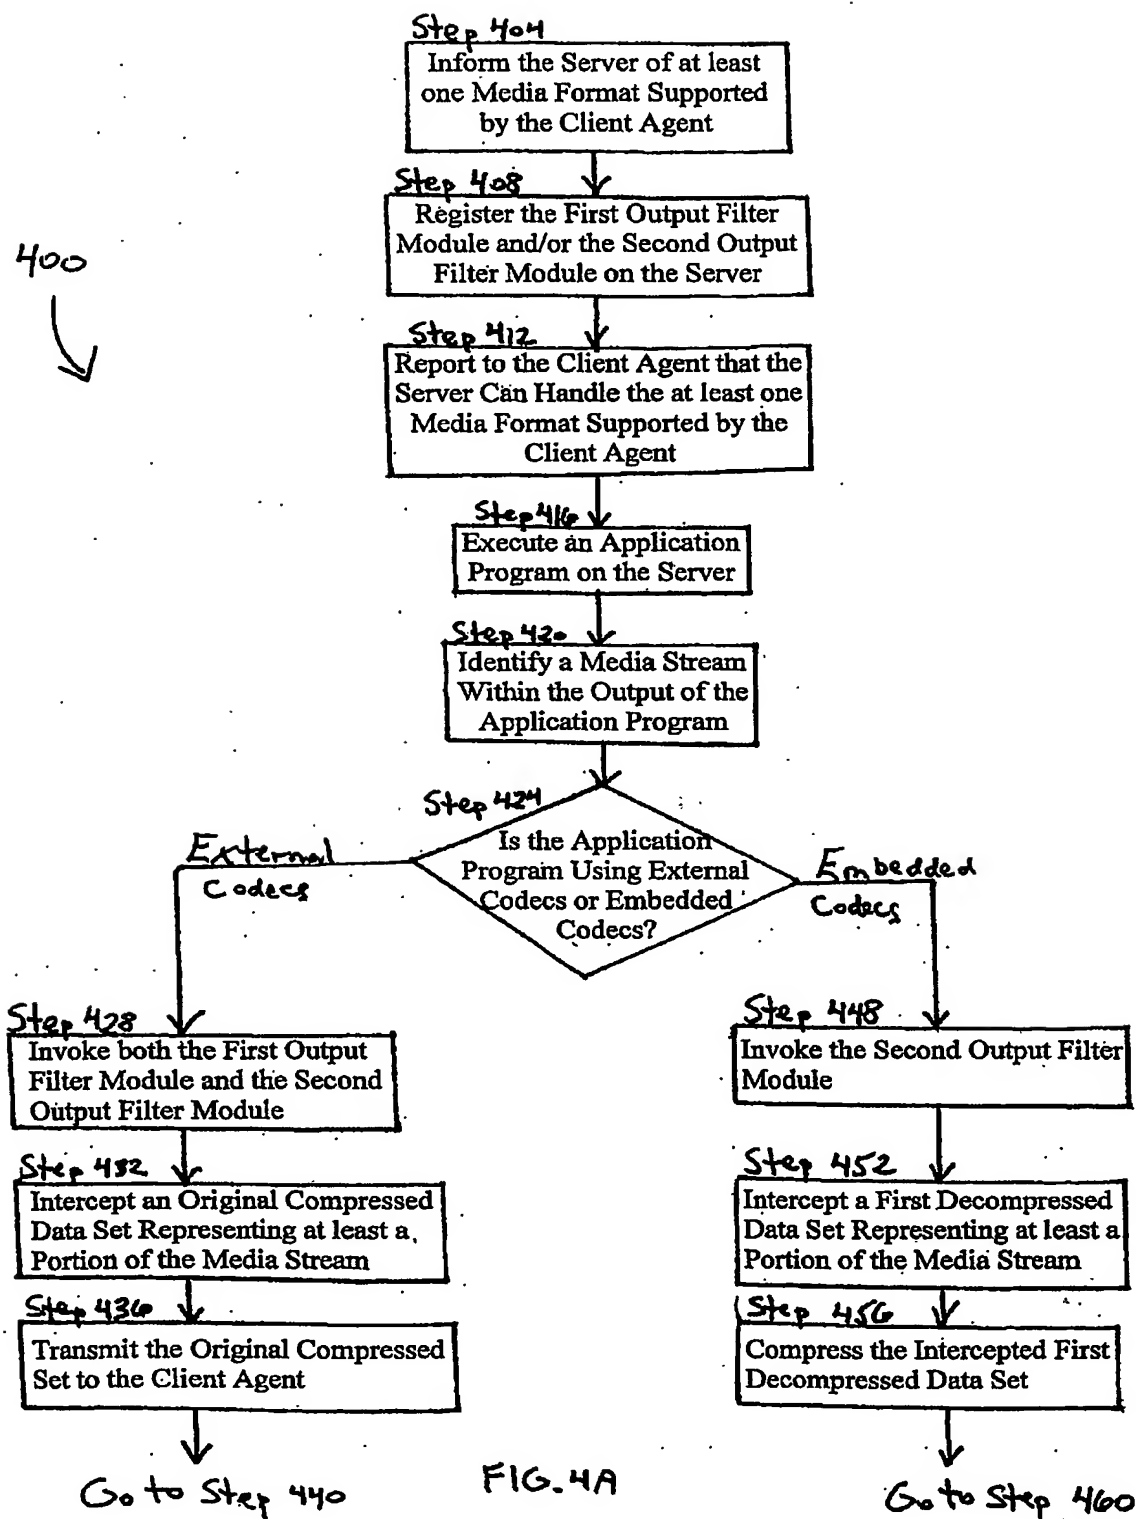 Step 404
Inform the Server of at least
one Media Format Supported
by the Client Agent
Step 408
Register the First Output Filter
Module and/or the Second Output
Filter Module on the Server
400
Step 412
Report to the Client Agent that the
Server Can Handle the at least one
Media Format Supported by the
Client Agent
Step 416
Execute an Application
Program on the Server
Step 420
Identify a Media Stream
Within the Output of the
Application Program
Step 424
Is the Application
Program Using External
Codecs or Embedded
Codecs?
External
Codecs
Embedded
Codecs
Step 428
Invoke both the First Output
Filter Module and the Second
Output Filter Module
Step 432
Intercept an Original Compressed
Data Set Representing at least a
Portion of the Media Stream
Step 436
Transmit the Original Compressed
Set to the Client Agent
Go to Step 440
Step 448
Invoke the Second Output Filter
Module
Step 452
Intercept a First Decompressed
Data Set Representing at least a
Portion of the Media Stream
Step 456
Compress the Intercepted First
Decompressed Data Set
Go to Step 460
FIG. 4A